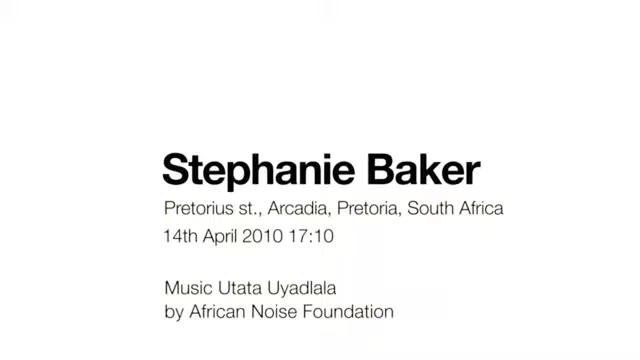 Stephanie Baker
Pretorius st., Arcadia, Pretoria, South Africa
14th April 2010 17:10
Music Utata Uyadlala
by African Noise Foundation